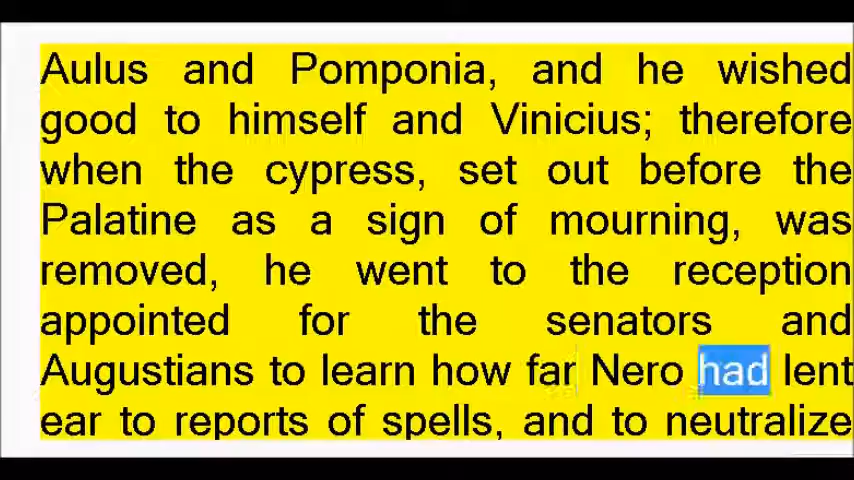 Aulus and Pomponia, and he wished
good to himself and Vinicius; therefore
when the cypress, set out before the
Palatine as a sign of mourning, was
removed, he went to the reception
appointed for the senators and
Augustians to learn how far Nero had lent
ear to reports of spells, and to neutralize